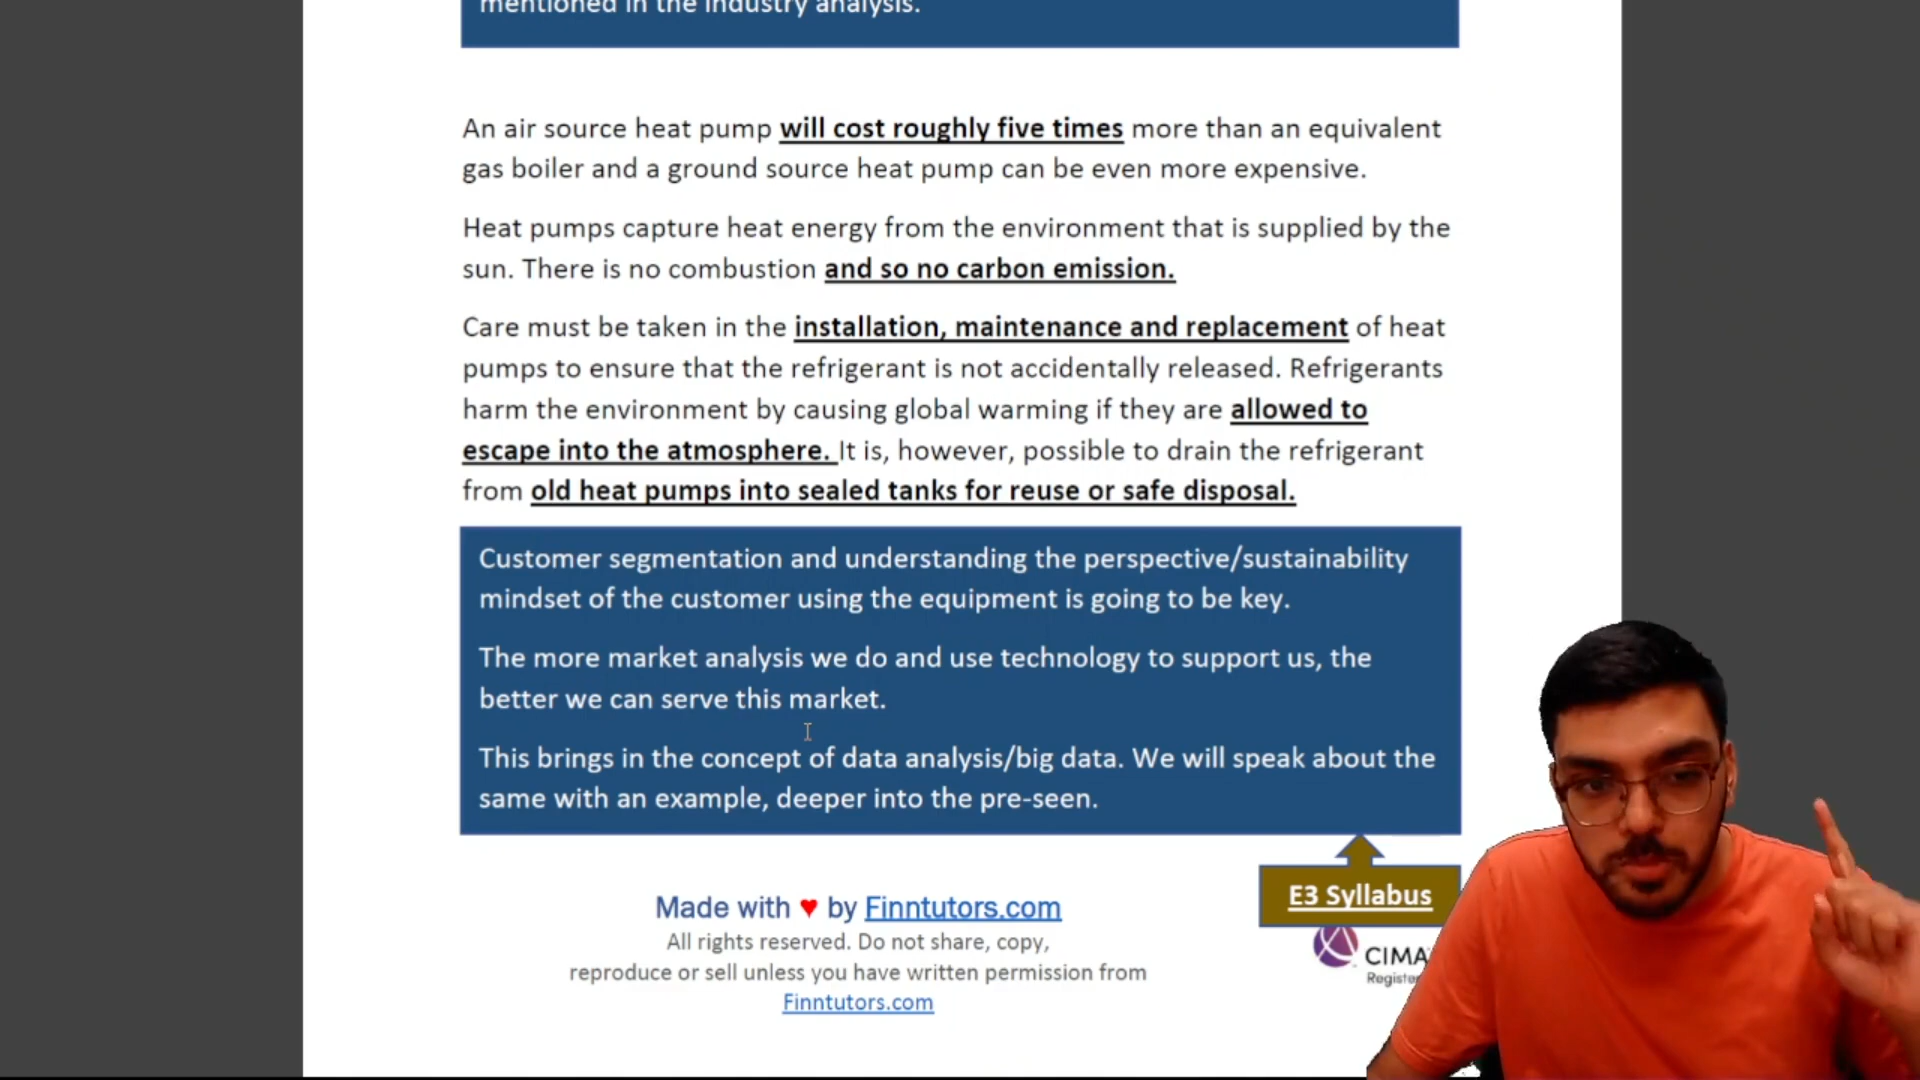 mentioned in the industry analysis.
An air source heat pump will cost roughly five times more than an equivalent
gas boiler and a ground source heat pump can be even more expensive.
Heat pumps capture heat energy from the environment that is supplied by the
sun. There is no combustion and so no carbon emission.
Care must be taken in the installation, maintenance and replacement of heat
pumps to ensure that the refrigerant is not accidentally released. Refrigerants
harm the environment by causing global warming if they are allowed to
escape into the atmosphere. It is, however, possible to drain the refrigerant
from old heat pumps into sealed tanks for reuse or safe disposal.
Customer segmentation and understanding the perspective/sustainability
mindset of the customer using the equipment is going to be key.
The more market analysis we do and use technology to support us, the
better we can serve this market.
This brings in the concept of data analysis/big data. We will speak about the
same with an example, deeper into the pre-seen.
E3 Syllabus
Made with ♥ by Finntutors.com
All rights reserved. Do not share, copy,
reproduce or sell unless you have written permission from
Finntutors.com
CIMA